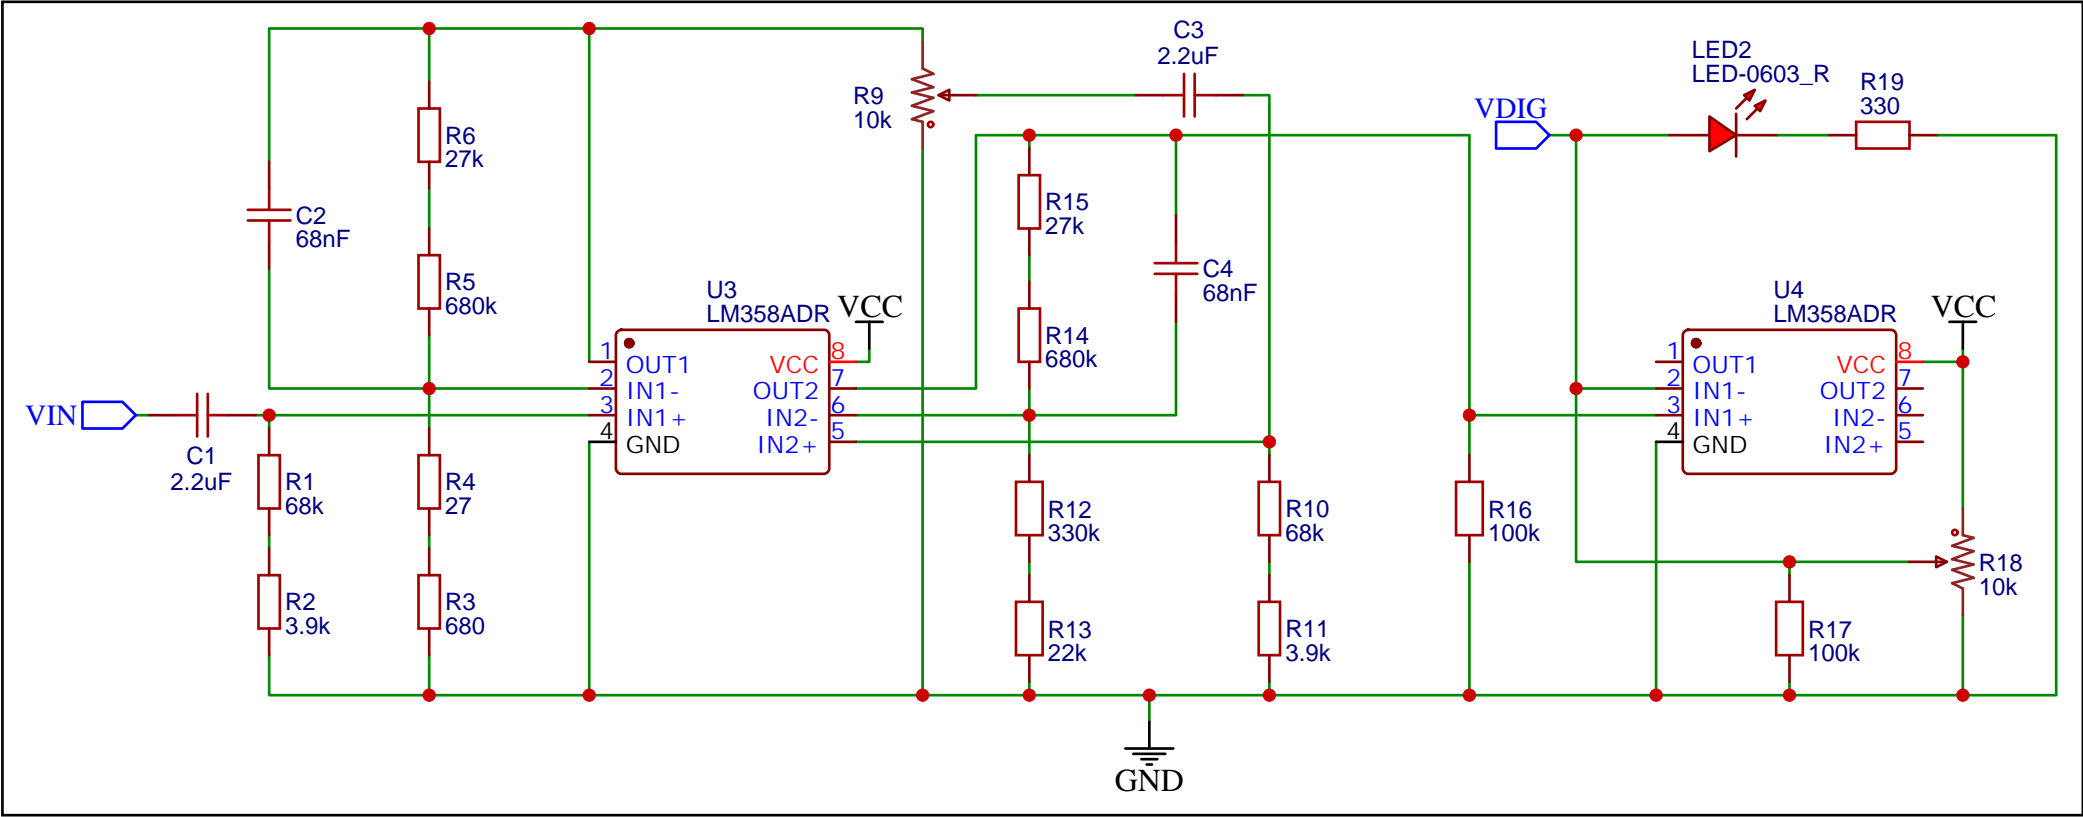 C3
2.2uF
LED2
LED-0603_R
R19
330
VDIG
R9
10k
R6
27k
R15
27k
C2
68nF
R5
680k
C4
68nF
R14
680k
U3
LM358ADR
VCC
1
2
3
4
OUT1
IN1-
IN1+
GND
VCC
OUT2
IN2-
IN2+
8
7
6
5
U4
LM358ADR
VCC
1
2
3
4
OUT1
IN1-
IN1+
GND
VCC
OUT2
IN2-
IN2+
8
7
6
5
VIN
C1
2.2uF
R1
68k
R4
27
R12
330k
R10
68k
R16
100k
R18
10k
R2
3.9k
R3
680
R13
22k
R11
3.9k
R17
100k
GND